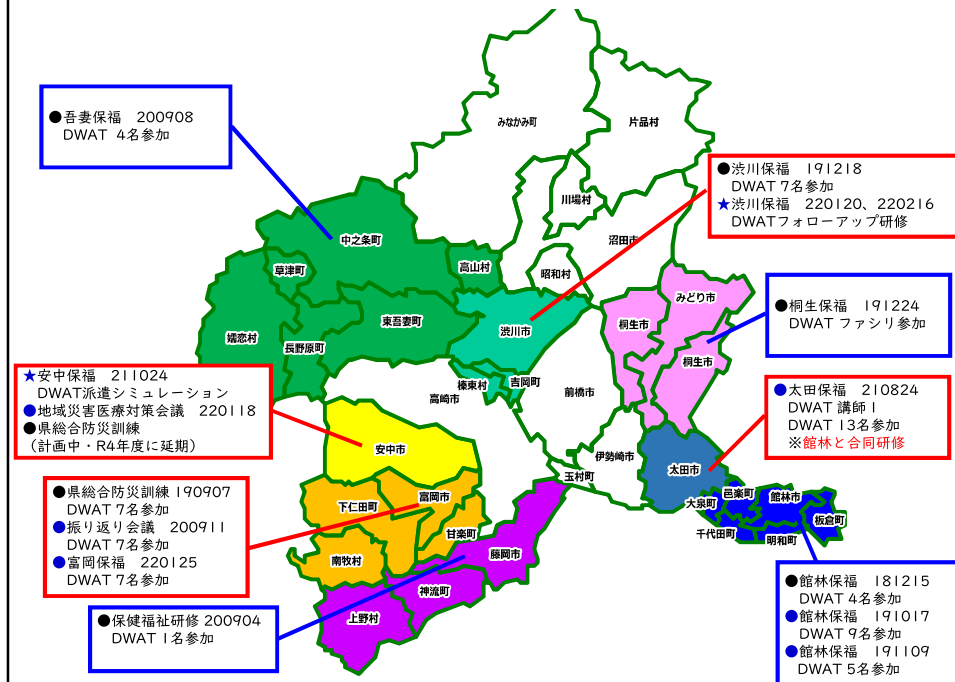 ●吾妻保福　200908
DWAT 4名参加
みなかみ町
片品村
●渋川保福　191218
DWAT 7名参加
★渋川保福　220120、220216
DWATフォローアップ研修
川場村
沼田市
中之条町
草津町
高山村
昭和村
みどり市
嬬恋村
長野原町
東吾妻町
渋川市
桐生市
桐生市
●桐生保福　191224
DWAT ファシリ参加
榛東村
吉岡町
高崎市
前橋市
★安中保福　211024
DWAT派遣シミュレーション
●地域災害医療対策会議　220118
●県総合防災訓練
（計画中・R4年度に延期）
●太田保福　210824
DWAT 講師1
DWAT 13名参加
※館林と合同研修
安中市
伊勢崎市
玉村町
太田市
●県総合防災訓練 190907
DWAT 7名参加
●振り返り会議　200911
DWAT 7名参加
●富岡保福　220125
DWAT 7名参加
下仁田町
富岡市
甘楽町
南牧村
藤岡市
神流町
上野村
大泉町
邑楽町
館林市
板倉町
千代田町
明和町
●保健福祉研修 200904
DWAT 1名参加
●館林保福　181215
DWAT 4名参加
●館林保福　191017
DWAT 9名参加
●館林保福　191109
DWAT 5名参加